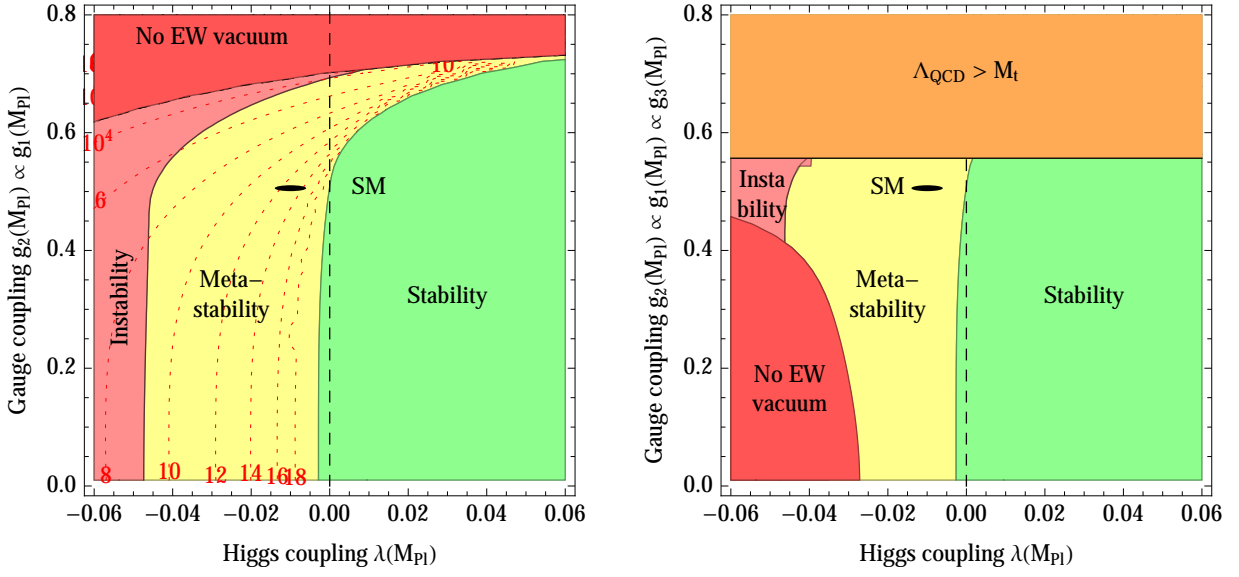 No EW vacuum
10
10⁴
6
Instability
Meta–
stability
SM
Stability
8
10
12
14
16
18
0.8
0.6
0.4
0.2
0.0
−0.06
−0.04
−0.02
0.00
0.02
0.04
0.06
Gauge coupling g₂(M_Pl) ∝ g₁(M_Pl)
Higgs coupling λ(M_Pl)
Λ_QCD > M_t
Insta
bility
SM
Meta–
stability
Stability
No EW
vacuum
0.8
0.6
0.4
0.2
0.0
−0.06
−0.04
−0.02
0.00
0.02
0.04
0.06
Gauge coupling g₂(M_Pl) ∝ g₁(M_Pl) ∝ g₃(M_Pl)
Higgs coupling λ(M_Pl)